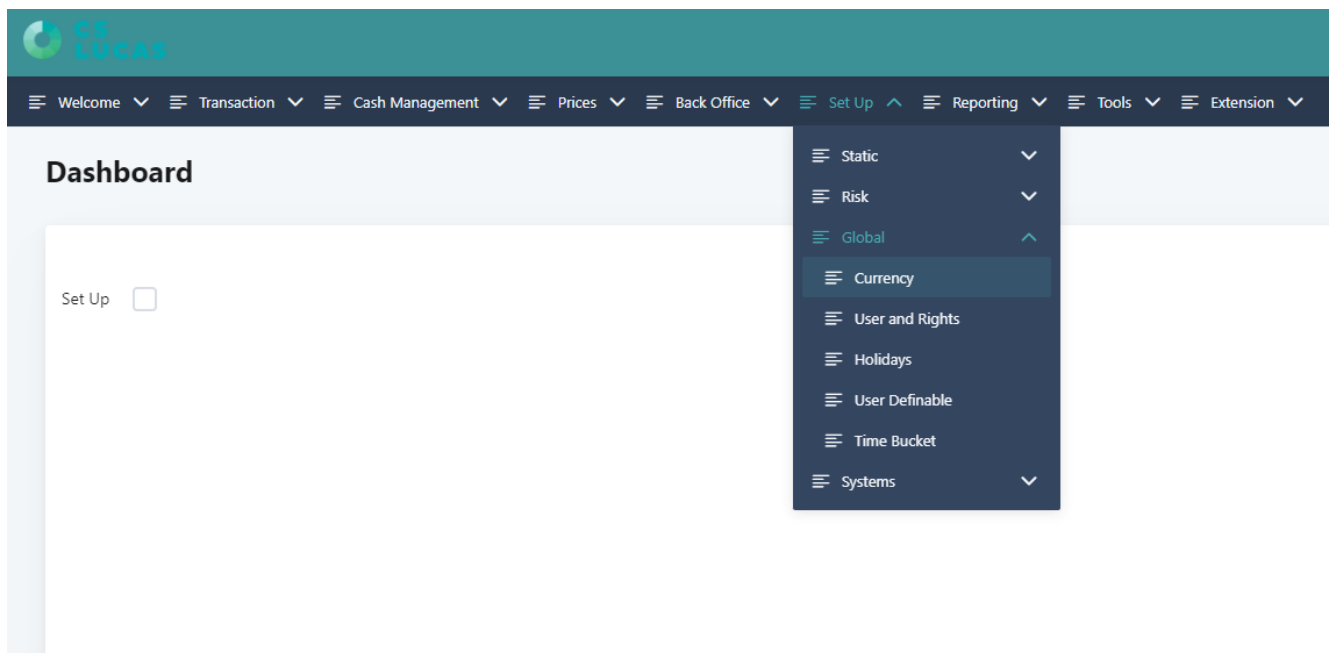 CS
LUCAS
Welcome Transaction Cash Management Prices Back Office Set Up Reporting Tools Extension
Dashboard
Static
Risk
Global
Currency
Set Up
User and Rights
Holidays
User Definable
Time Bucket
Systems